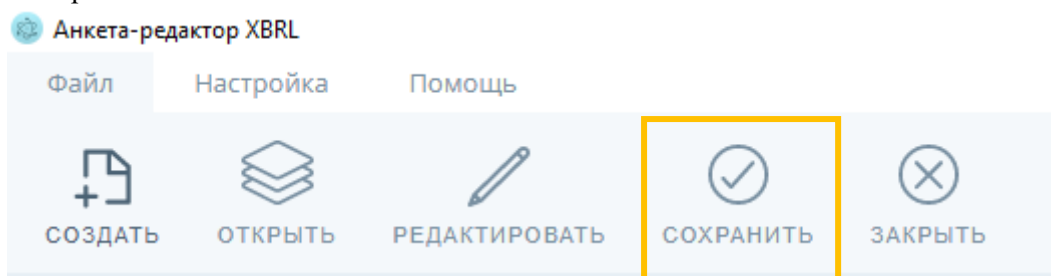 Анкета-редактор XBRL
Файл Настройка Помощь
СОЗДАТЬ ОТКРЫТЬ РЕДАКТИРОВАТЬ СОХРАНИТЬ ЗАКРЫТЬ